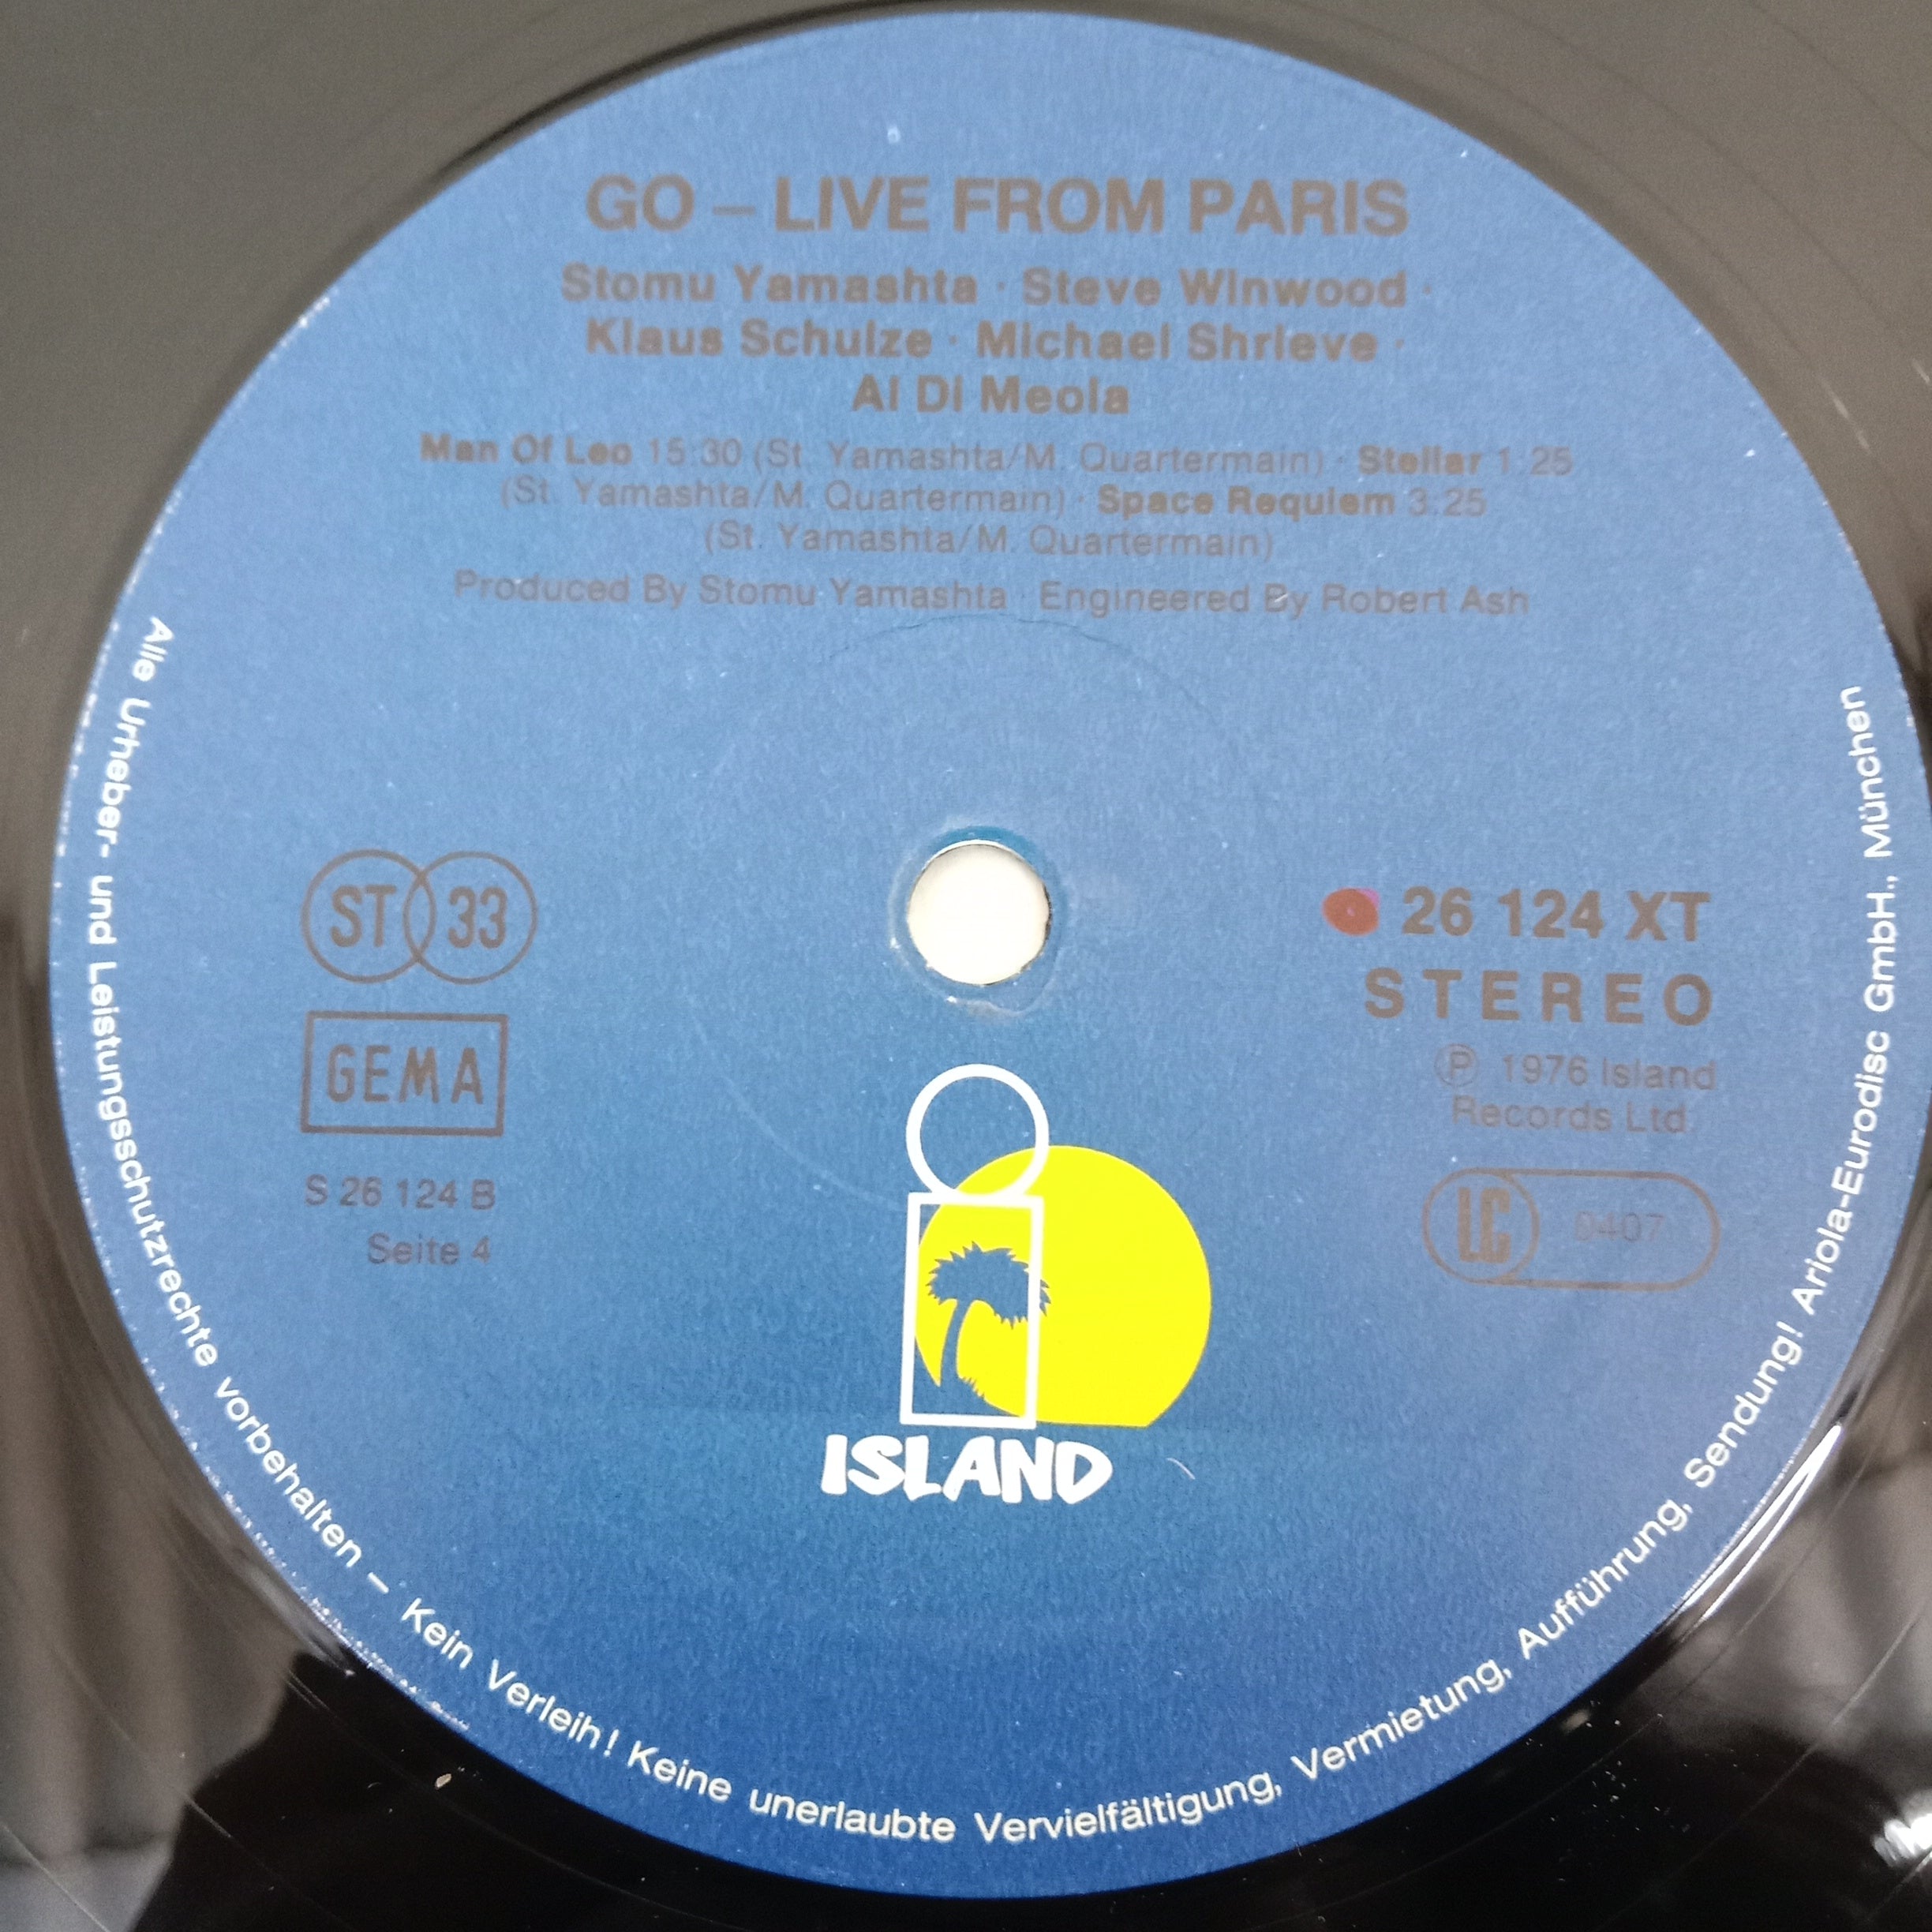 GO – LIVE FROM PARIS
Stomu Yamashta · Steve Winwood ·
Klaus Schulze · Michael Shrieve ·
Al Di Meola
Man Of Leo 15:30 (St. Yamashta/M. Quartermain) · Stellar 1:25
(St. Yamashta/M. Quartermain) · Space Requiem 3:25
(St. Yamashta/M. Quartermain)
Produced By Stomu Yamashta · Engineered By Robert Ash
ST 33
GEMA
S 26 124 B
Seite 4
26 124 XT
STEREO
Ⓟ 1976 Island
Records Ltd.
LC 0407
ISLAND
Alle Urheber- und Leistungsschutzrechte vorbehalten – Kein Verleih! Keine unerlaubte Vervielfältigung, Vermietung, Aufführung, Sendung! Ariola-Eurodisc GmbH., München